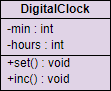 DigitalClock
-min : int
-hours : int
+set() : void
+inc() : void